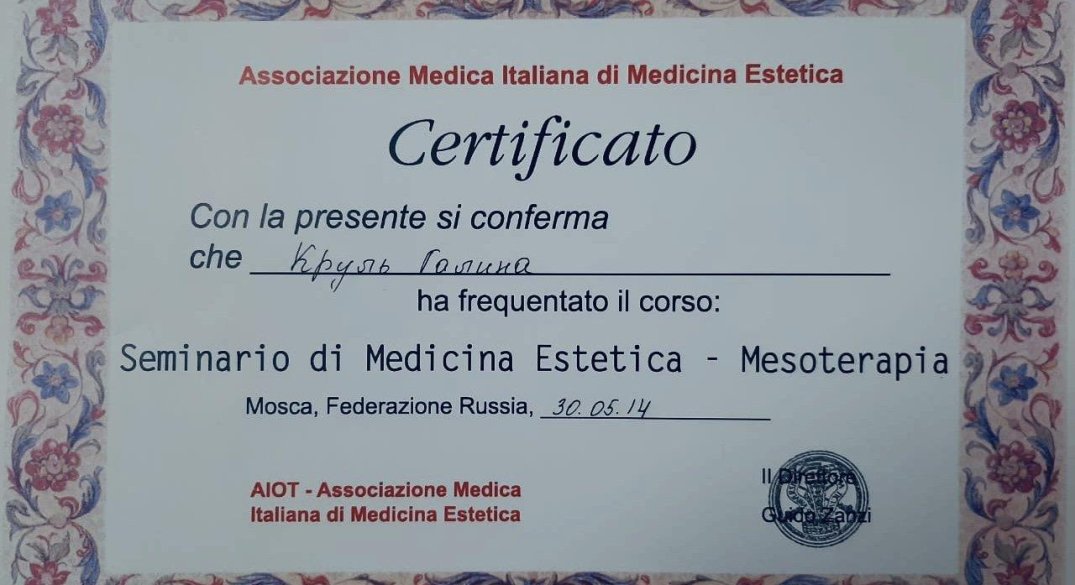 Associazione Medica Italiana di Medicina Estetica
Certificato
Con la presente si conferma
che Круль Галина
ha frequentato il corso:
Seminario di Medicina Estetica - Mesoterapia
Mosca, Federazione Russia, 30.05.14
AIOT - Associazione Medica
Italiana di Medicina Estetica
Il Direttore
Guido Zanzi